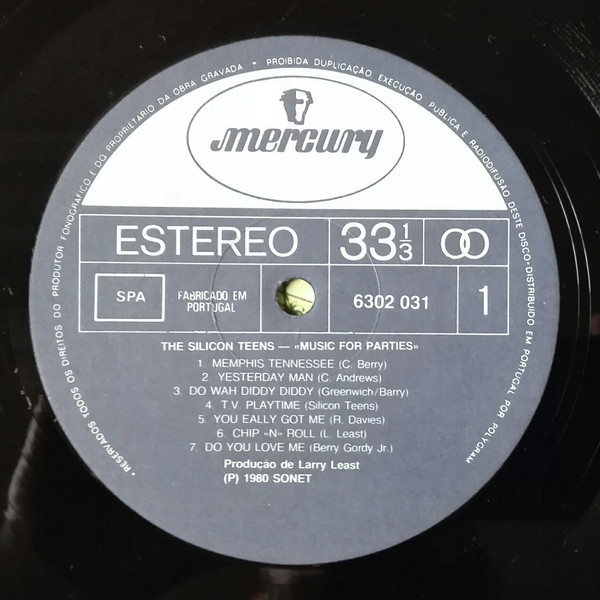 • RESERVADOS TODOS OS DIREITOS DO PRODUTOR FONOGRÁFICO E DO PROPRIETÁRIO DA OBRA GRAVADA • PROIBIDA DUPLICAÇÃO, EXECUÇÃO PÚBLICA E RADIODIFUSÃO DESTE DISCO-DISTRIBUIDO EM PORTUGAL POR POLYGRAM
mercury
ESTEREO 33 1/3
SPA FABRICADO EM 6302 031 1
PORTUGAL
THE SILICON TEENS — «MUSIC FOR PARTIES»
1. MEMPHIS TENNESSEE (C. Berry)
2. YESTERDAY MAN (C. Andrews)
3. DO WAH DIDDY DIDDY (Greenwich/Barry)
4. T.V. PLAYTIME (Silicon Teens)
5. YOU EALLY GOT ME (R. Davies)
6. CHIP «N» ROLL (L. Least)
7. DO YOU LOVE ME (Berry Gordy Jr.)
Produção de Larry Least
(P) 1980 SONET